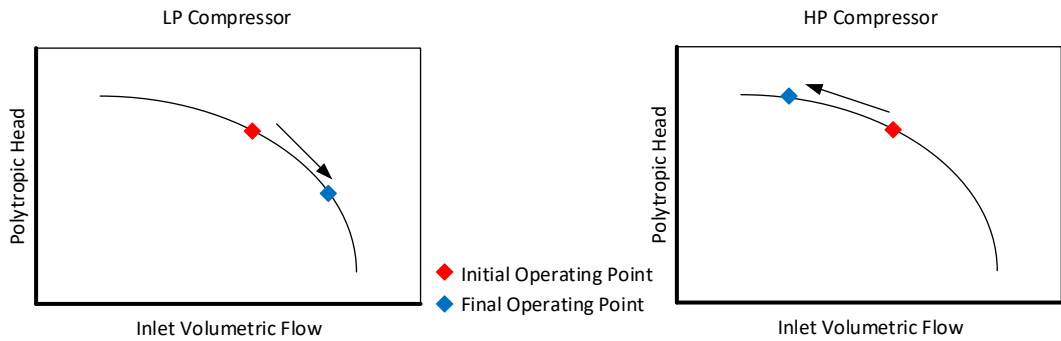 LP Compressor
Polytropic Head
Inlet Volumetric Flow
Initial Operating Point
Final Operating Point
HP Compressor
Polytropic Head
Inlet Volumetric Flow